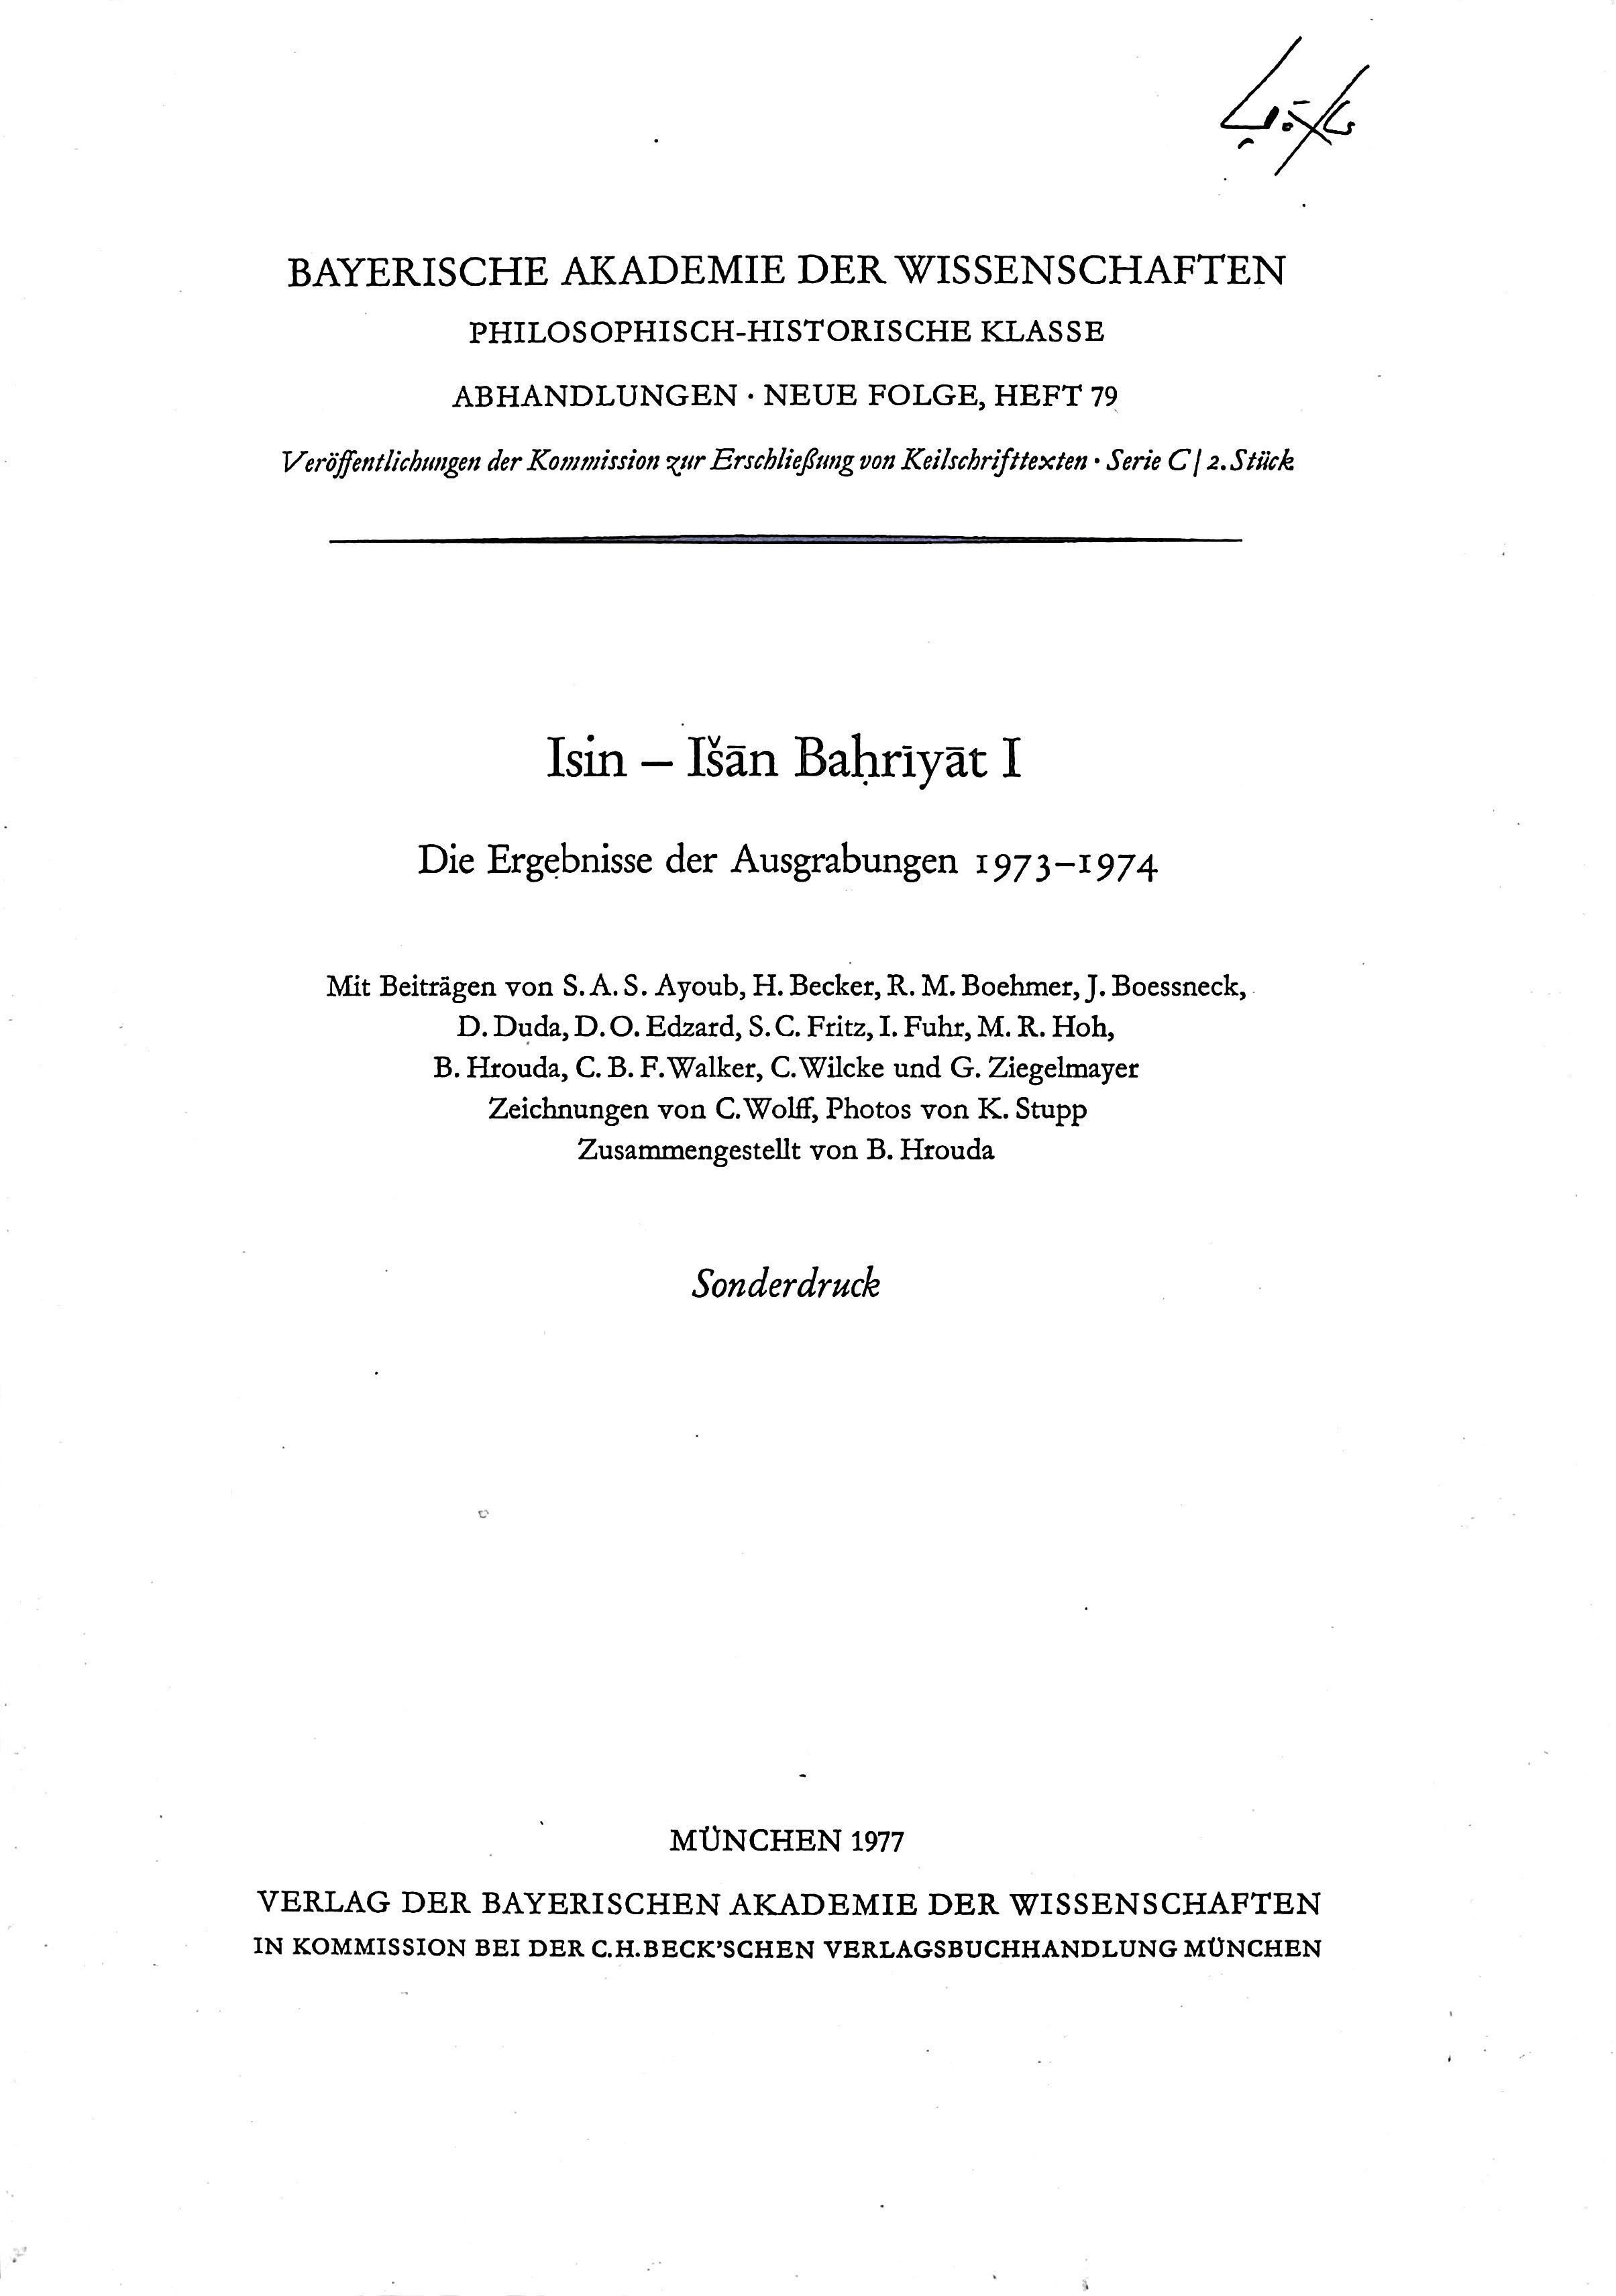 BAYERISCHE AKADEMIE DER WISSENSCHAFTEN
PHILOSOPHISCH-HISTORISCHE KLASSE
ABHANDLUNGEN · NEUE FOLGE, HEFT 79
Veröffentlichungen der Kommission zur Erschließung von Keilschrifttexten · Serie C/2. Stück
Isin – Išān Baḥrīyāt I
Die Ergebnisse der Ausgrabungen 1973–1974
Mit Beiträgen von S. A. S. Ayoub, H. Becker, R. M. Boehmer, J. Boessneck,
D. Duda, D. O. Edzard, S. C. Fritz, I. Fuhr, M. R. Hoh,
B. Hrouda, C. B. F. Walker, C. Wilcke und G. Ziegelmayer
Zeichnungen von C. Wolff, Photos von K. Stupp
Zusammengestellt von B. Hrouda
Sonderdruck
MÜNCHEN 1977
VERLAG DER BAYERISCHEN AKADEMIE DER WISSENSCHAFTEN
IN KOMMISSION BEI DER C.H.BECK'SCHEN VERLAGSBUCHHANDLUNG MÜNCHEN